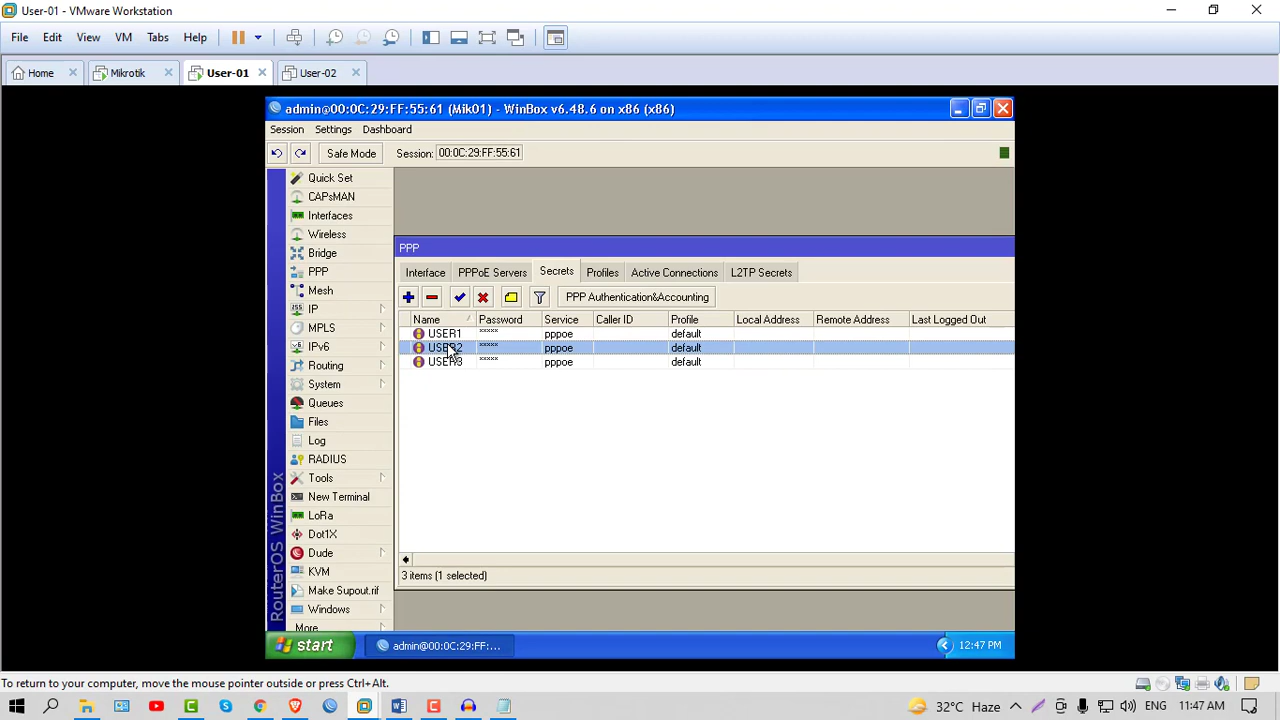 User-01 - VMware Workstation
File Edit View VM Tabs Help
Home Mikrotik User-01 User-02
admin@00:0C:29:FF:55:61 (Mik01) - WinBox v6.48.6 on x86 (x86)
Session Settings Dashboard
Safe Mode Session: 00:0C:29:FF:55:61
Quick Set
CAPsMAN
Interfaces
Wireless
Bridge
PPP
Mesh
IP
MPLS
IPv6
Routing
System
Queues
Files
Log
RADIUS
Tools
New Terminal
LoRa
Dot1X
Dude
KVM
Make Supout.rif
Windows
More
RouterOS WinBox
PPP
Interface PPPoE Servers Secrets Profiles Active Connections L2TP Secrets
PPP Authentication&Accounting
Name Password Service Caller ID Profile Local Address Remote Address Last Logged Out
USER1 ***** pppoe default
USER2 ***** pppoe default
USER3 ***** pppoe default
3 items (1 selected)
start admin@00:0C:29:FF:... 12:47 PM
To return to your computer, move the mouse pointer outside or press Ctrl+Alt.
32°C Haze ENG 11:47 AM